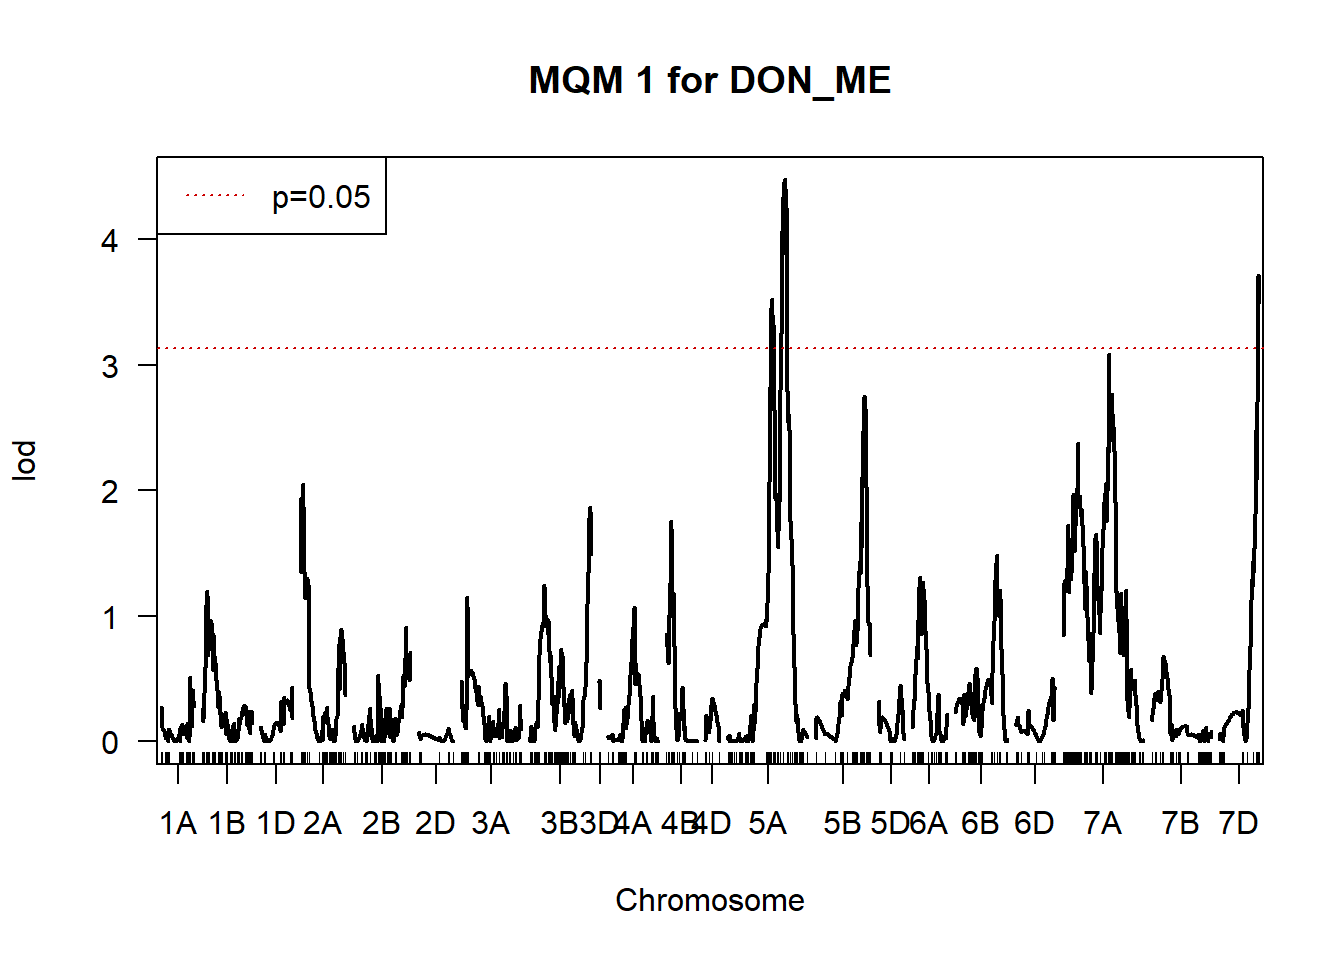 MQM 1 for DON_ME
p=0.05
4
3
2
1
0
lod
1A 1B 1D 2A 2B 2D 3A 3B 3D 4A 4B 4D 5A 5B 5D 6A 6B 6D 7A 7B 7D
Chromosome